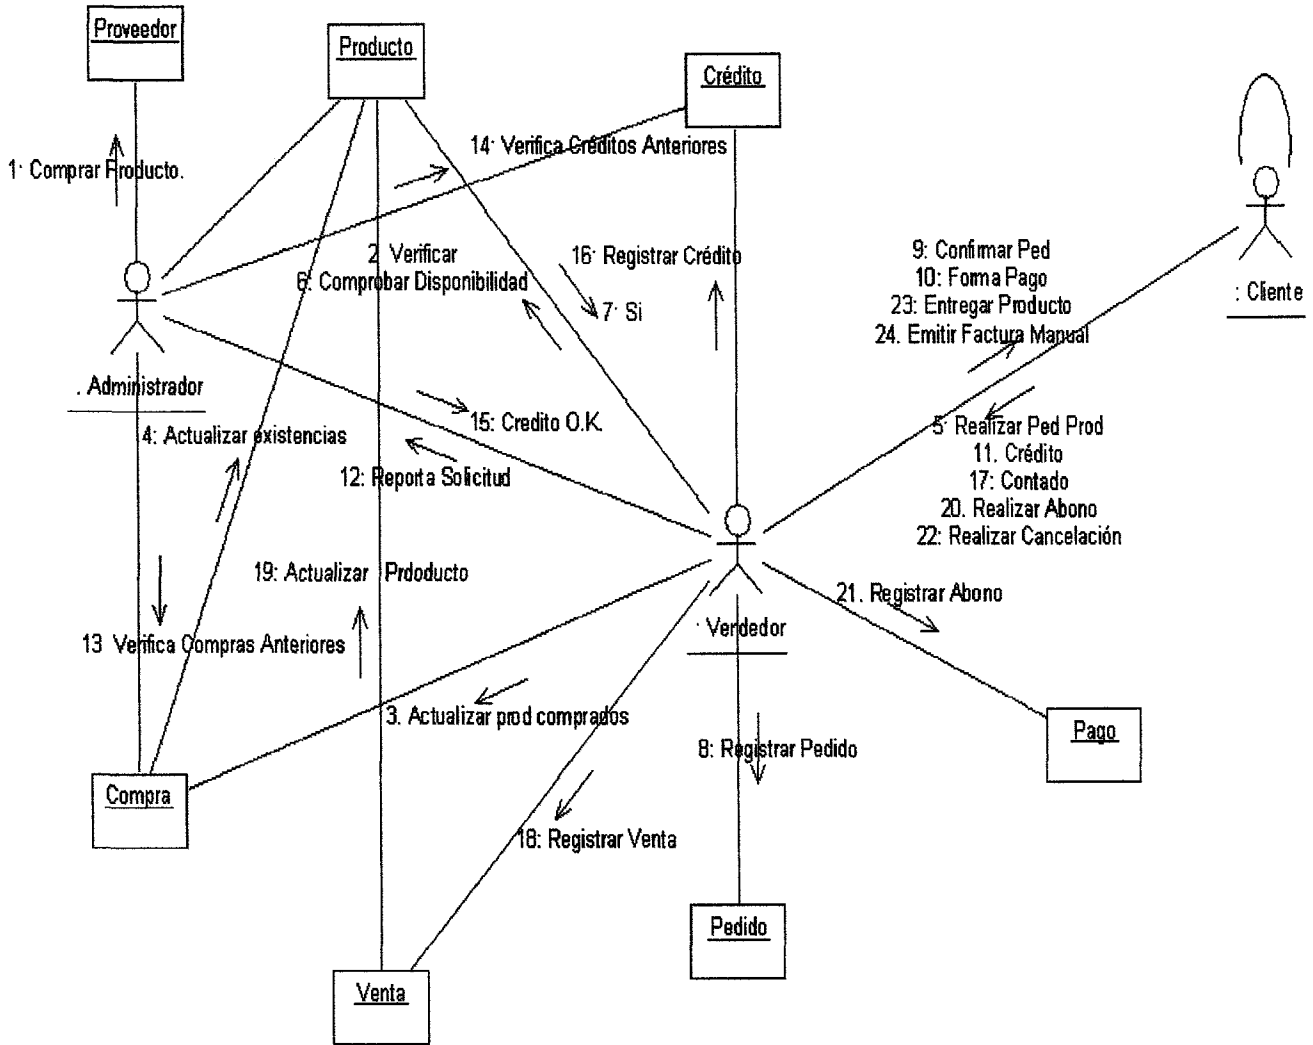 Proveedor
Producto
Crédito
14: Verifica Créditos Anteriores
1: Comprar Producto.
2 Verificar
6: Comprobar Disponibilidad
16: Registrar Crédito
7: Si
9: Confirmar Ped
10: Forma Pago
23: Entregar Producto
24. Emitir Factura Manual
: Cliente
. Administrador
4: Actualizar existencias
15: Credito O.K.
12: Reporta Solicitud
5: Realizar Ped Prod
11. Crédito
17: Contado
20. Realizar Abono
22: Realizar Cancelación
19: Actualizar Prdoducto
21. Registrar Abono
: Vendedor
13 Verifica Compras Anteriores
3. Actualizar prod comprados
8: Registrar Pedido
Pago
Compra
18: Registrar Venta
Pedido
Venta